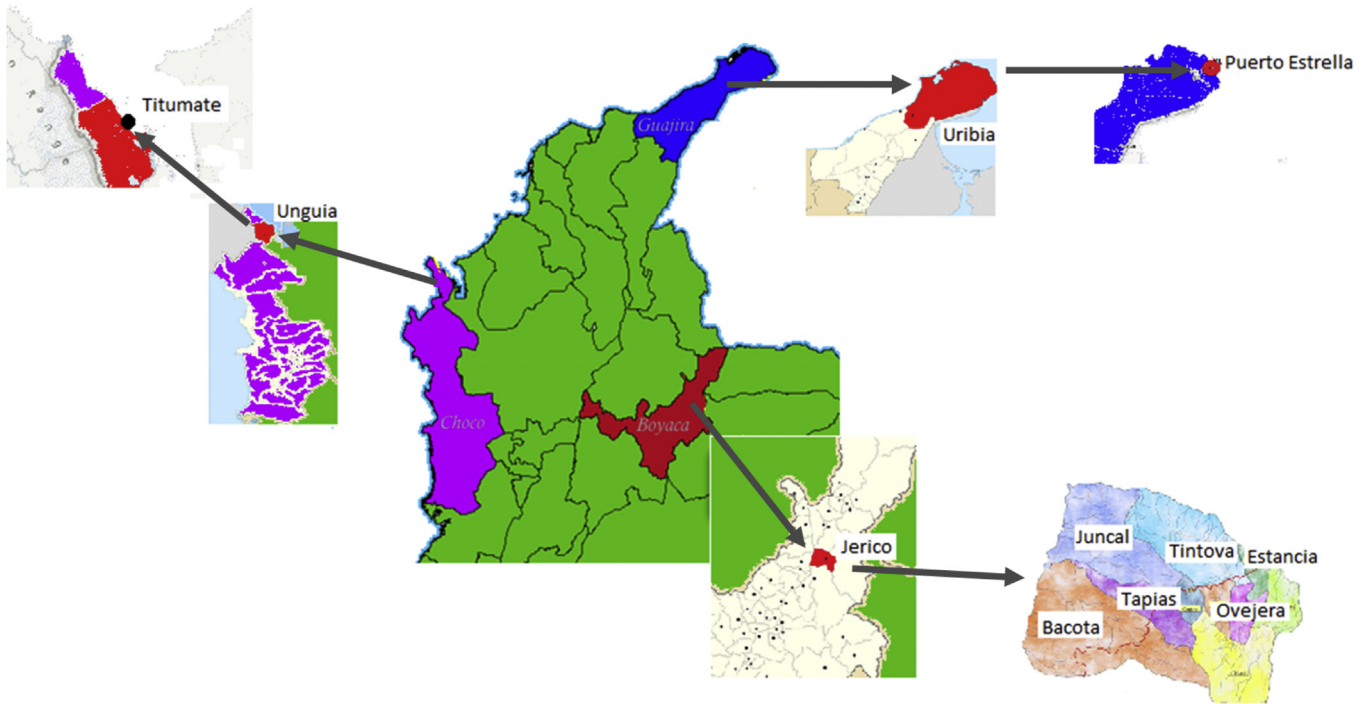 Titumate
Unguia
Guajira
Uribia
Puerto Estrella
Choco
Boyaca
Jerico
Juncal
Tintova
Estancia
Tapias
Ovejera
Bacota